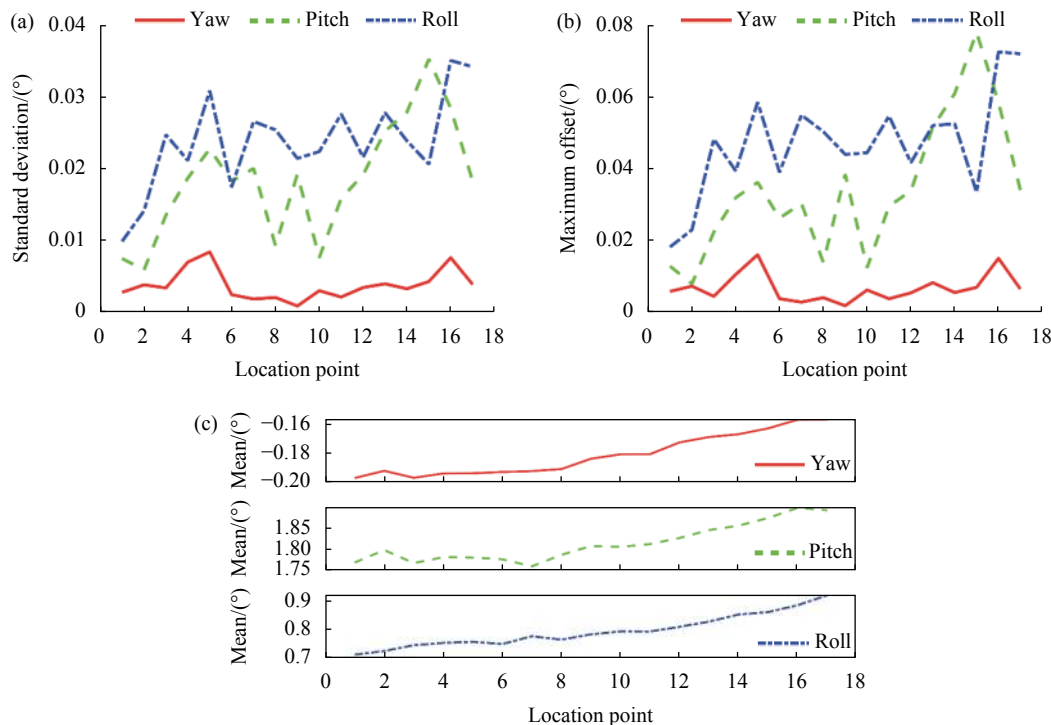 (a)
Yaw Pitch Roll
0.04
0.03
0.02
0.01
0
Standard deviation/(°)
0 2 4 6 8 10 12 14 16 18
Location point
(b)
Yaw Pitch Roll
0.08
0.06
0.04
0.02
0
Maximum offset/(°)
0 2 4 6 8 10 12 14 16 18
Location point
(c)
−0.16
−0.18
−0.20
Mean/(°)
Yaw
1.85
1.80
1.75
Mean/(°)
Pitch
0.9
0.8
0.7
Mean/(°)
Roll
0 2 4 6 8 10 12 14 16 18
Location point